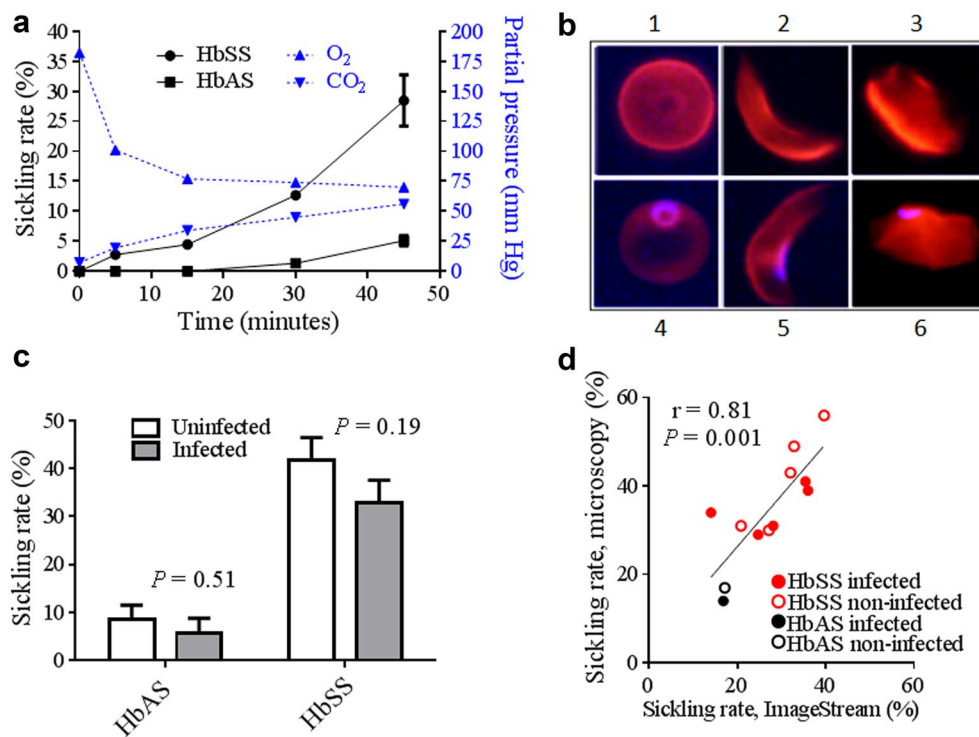 a
HbSS
HbAS
O2
CO2
Sickling rate (%)
40
35
30
25
20
15
10
5
0
200
175
150
125
100
75
50
25
0
Partial pressure (mm Hg)
0 10 20 30 40 50
Time (minutes)
b
1 2 3
4 5 6
c
Uninfected
Infected
P = 0.19
P = 0.51
Sickling rate (%)
50
40
30
20
10
0
HbAS
HbSS
d
r = 0.81
P = 0.001
Sickling rate, microscopy (%)
60
40
20
0
HbSS infected
HbSS non-infected
HbAS infected
HbAS non-infected
0 20 40 60
Sickling rate, ImageStream (%)